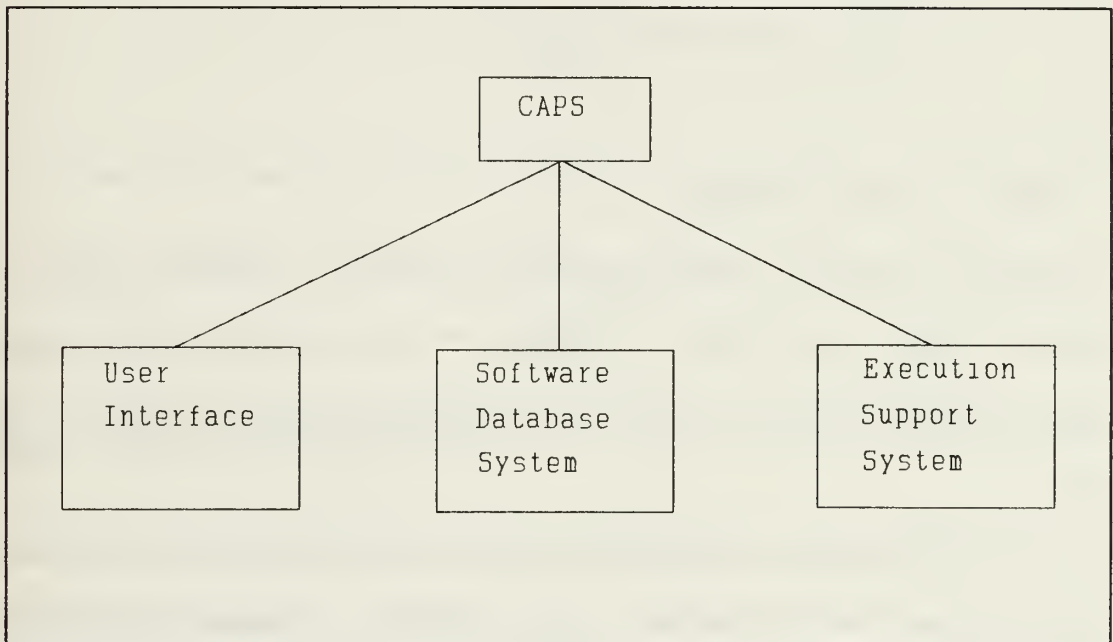 CAPS
User
Interface
Software
Database
System
Execution
Support
System